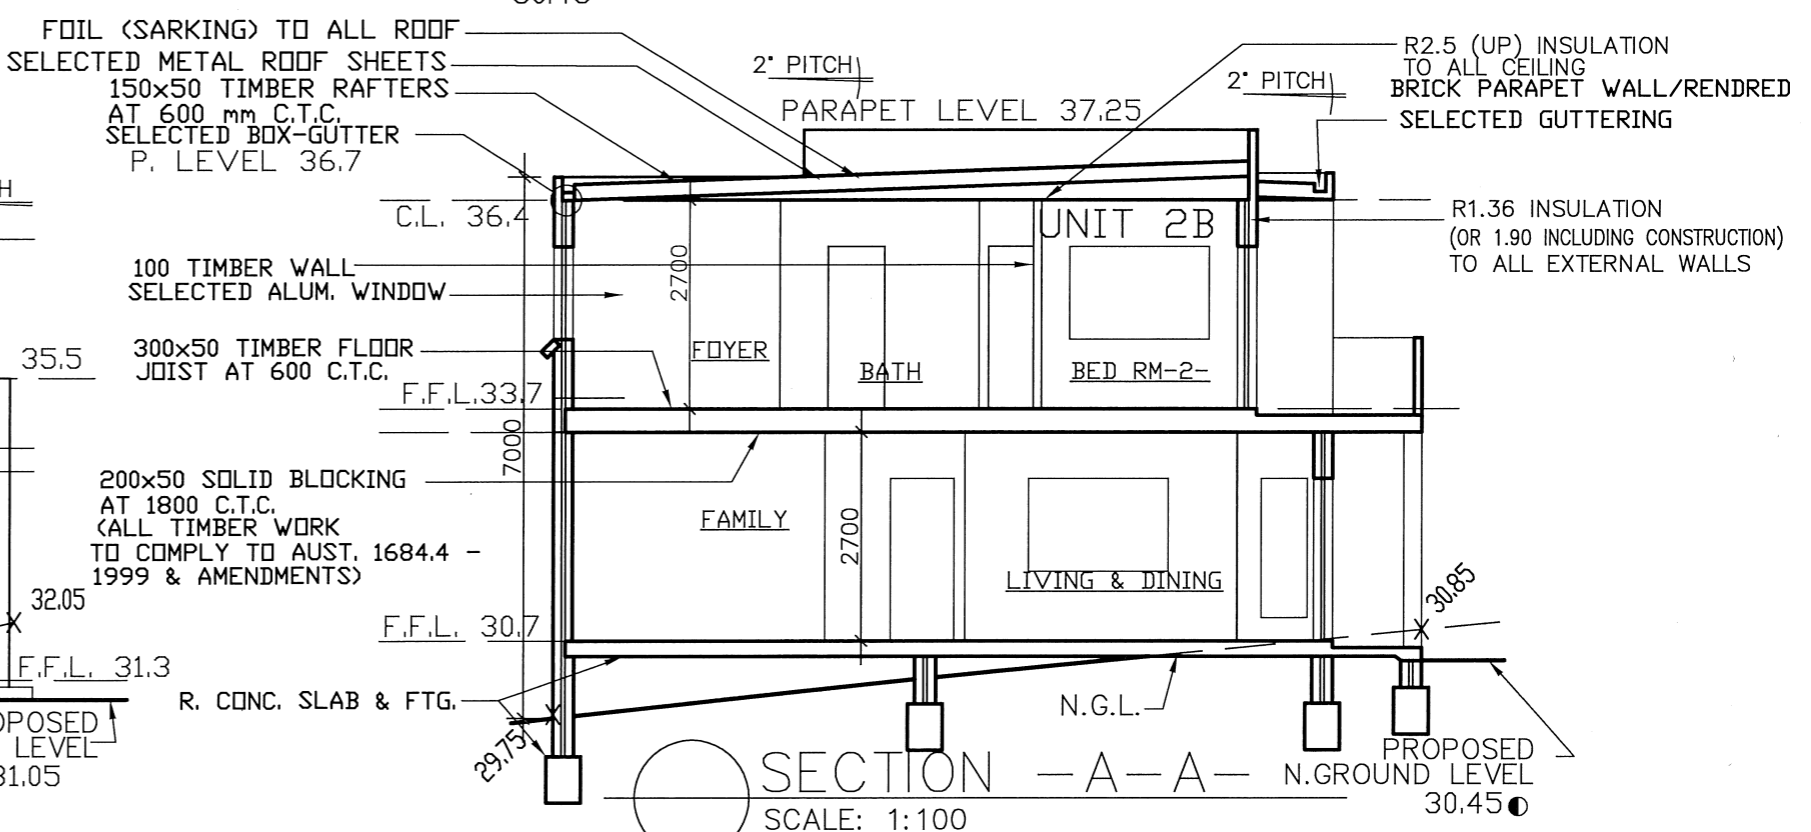 FOIL (SARKING) TO ALL ROOF
SELECTED METAL ROOF SHEETS
150x50 TIMBER RAFTERS
AT 600 mm C.T.C.
SELECTED BOX-GUTTER
P. LEVEL 36.7
2° PITCH
PARAPET LEVEL 37.25
2° PITCH
R2.5 (UP) INSULATION
TO ALL CEILING
BRICK PARAPET WALL/RENDRED
SELECTED GUTTERING
C.L. 36.4
UNIT 2B
R1.36 INSULATION
(OR 1.90 INCLUDING CONSTRUCTION)
TO ALL EXTERNAL WALLS
100 TIMBER WALL
SELECTED ALUM. WINDOW
2700
35.5
300x50 TIMBER FLOOR
JOIST AT 600 C.T.C.
FOYER
BATH
BED RM-2-
F.F.L.33.7
7000
200x50 SOLID BLOCKING
AT 1800 C.T.C.
(ALL TIMBER WORK
TO COMPLY TO AUST. 1684.4 -
1999 & AMENDMENTS)
FAMILY
2700
LIVING & DINING
32.05
30.85
F.F.L. 30.7
F.F.L. 31.3
R. CONC. SLAB & FTG.
N.G.L.
29.75
LEVEL
31.05
SECTION -A-A-
SCALE: 1:100
PROPOSED
N.GROUND LEVEL
30.45